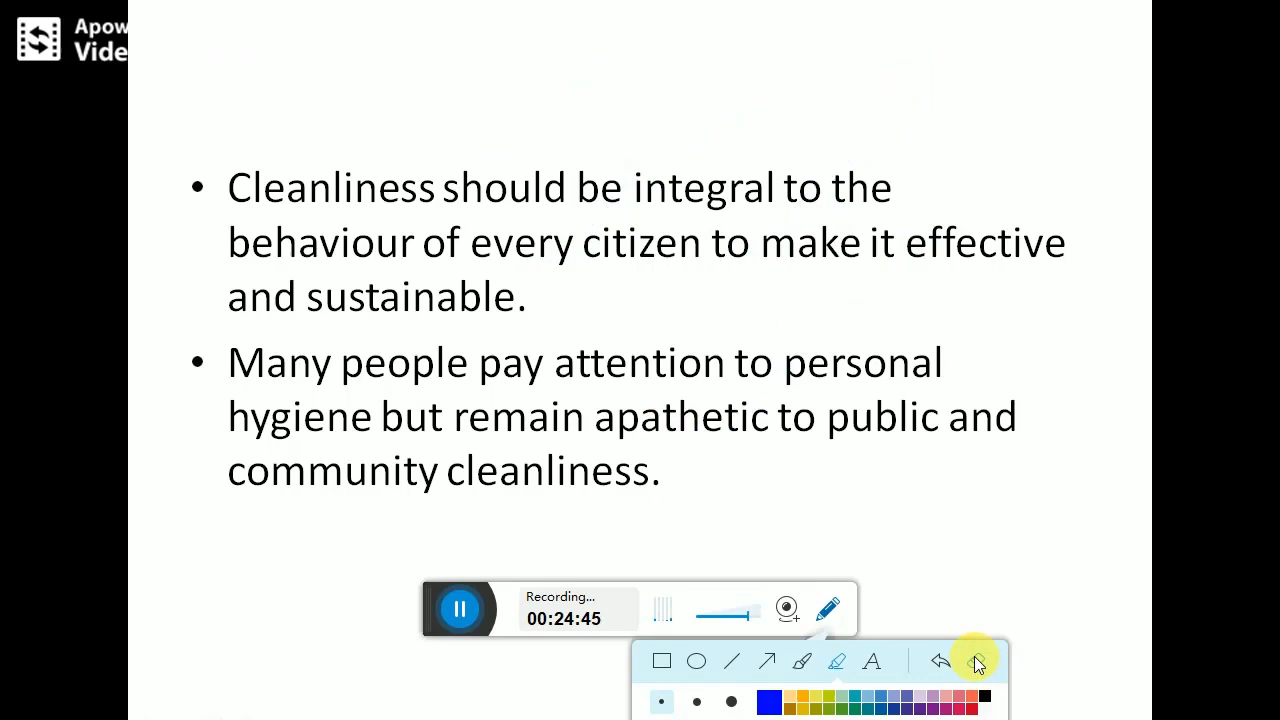 Apow
Vide
• Cleanliness should be integral to the
behaviour of every citizen to make it effective
and sustainable.
• Many people pay attention to personal
hygiene but remain apathetic to public and
community cleanliness.
Recording...
00:24:45
A